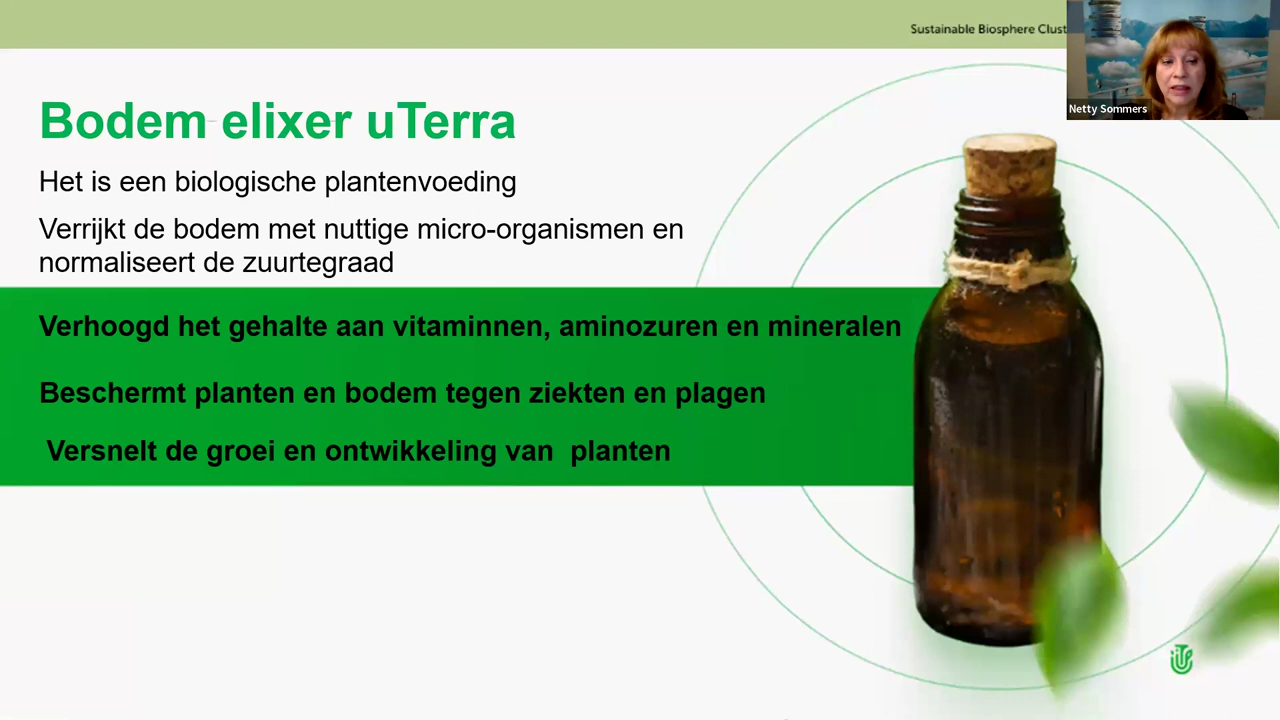 Sustainable Biosphere Clust
Netty Sommers
Bodem elixer uTerra
Het is een biologische plantenvoeding
Verrijkt de bodem met nuttige micro-organismen en
normaliseert de zuurtegraad
Verhoogd het gehalte aan vitaminnen, aminozuren en mineralen
Beschermt planten en bodem tegen ziekten en plagen
Versnelt de groei en ontwikkeling van  planten